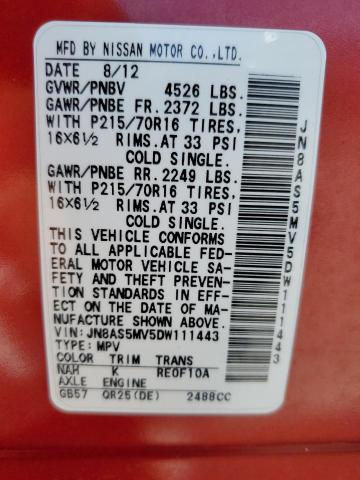 MFD BY NISSAN MOTOR CO.,LTD.
DATE 8/12
GVWR/PNBV 4526 LBS.
GAWR/PNBE FR. 2372 LBS.
WITH P215/70R16 TIRES,
16X6½ RIMS.AT 33 PSI
COLD SINGLE.
GAWR/PNBE RR. 2249 LBS.
WITH P215/70R16 TIRES,
16X6½ RIMS.AT 33 PSI
COLD SINGLE.
THIS VEHICLE CONFORMS
TO ALL APPLICABLE FED-
ERAL MOTOR VEHICLE SA-
FETY AND THEFT PREVEN-
TION STANDARDS IN EFF-
ECT ON THE DATE OF MA-
NUFACTURE SHOWN ABOVE.
VIN: JN8AS5MV5DW111443
TYPE: MPV
COLOR TRIM TRANS
NAH K RE0F10A
AXLE ENGINE
GB57 QR25(DE) 2488CC
JN8AS5MV5DW111443